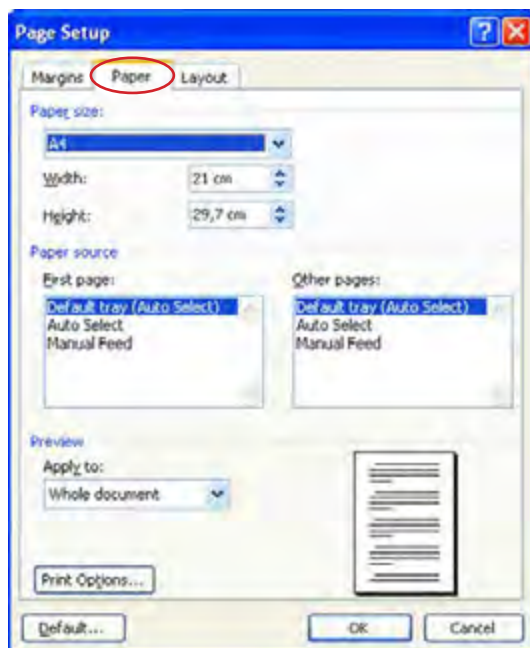 Page Setup
Margins Paper Layout
Paper size:
A4
Width: 21 cm
Height: 29,7 cm
Paper source
First page: Other pages:
Default tray (Auto Select) Default tray (Auto Select)
Auto Select Auto Select
Manual Feed Manual Feed
Preview
Apply to:
Whole document
Print Options...
Default... OK Cancel